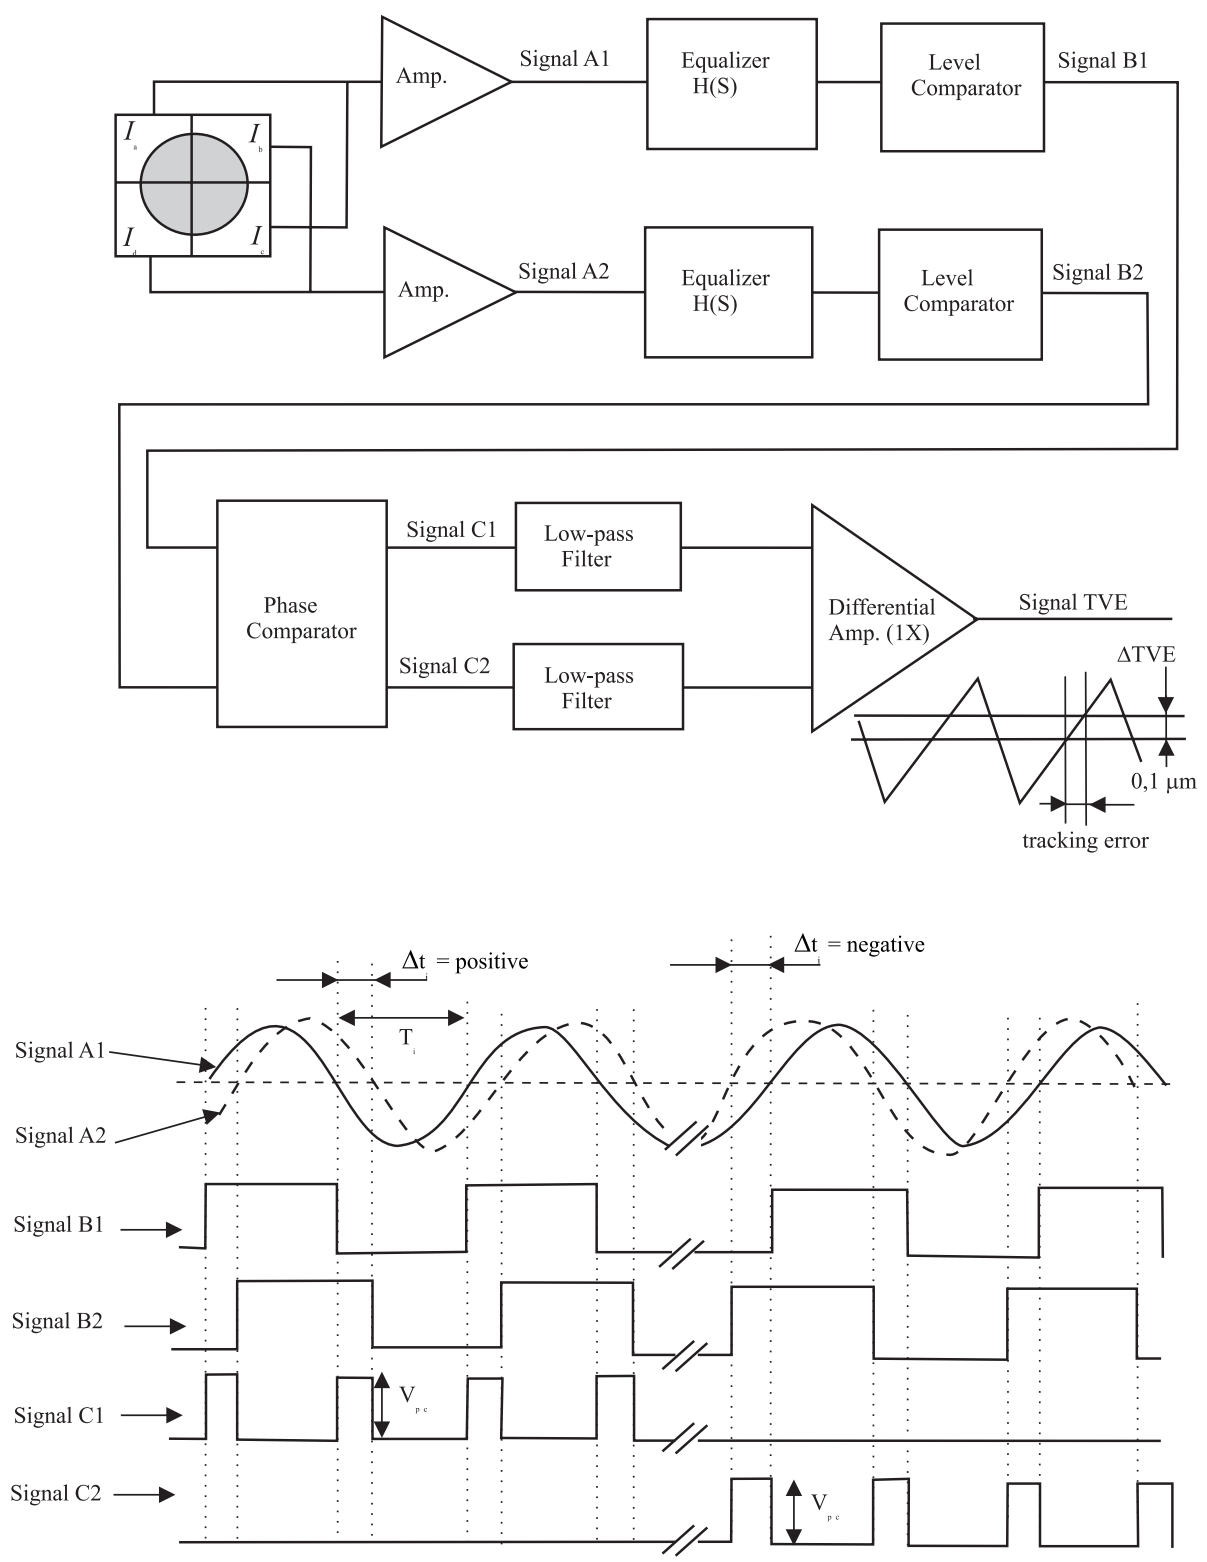 Amp.
Signal A1
Equalizer
H(S)
Level
Comparator
Signal B1
I a
I b
I d
I c
Amp.
Signal A2
Equalizer
H(S)
Level
Comparator
Signal B2
Phase
Comparator
Signal C1
Low-pass
Filter
Signal C2
Low-pass
Filter
Differential
Amp. (1X)
Signal TVE
ΔTVE
0,1 μm
tracking error
Δt i = positive
Δt i = negative
T i
Signal A1
Signal A2
Signal B1
Signal B2
Signal C1
V p c
Signal C2
V p c